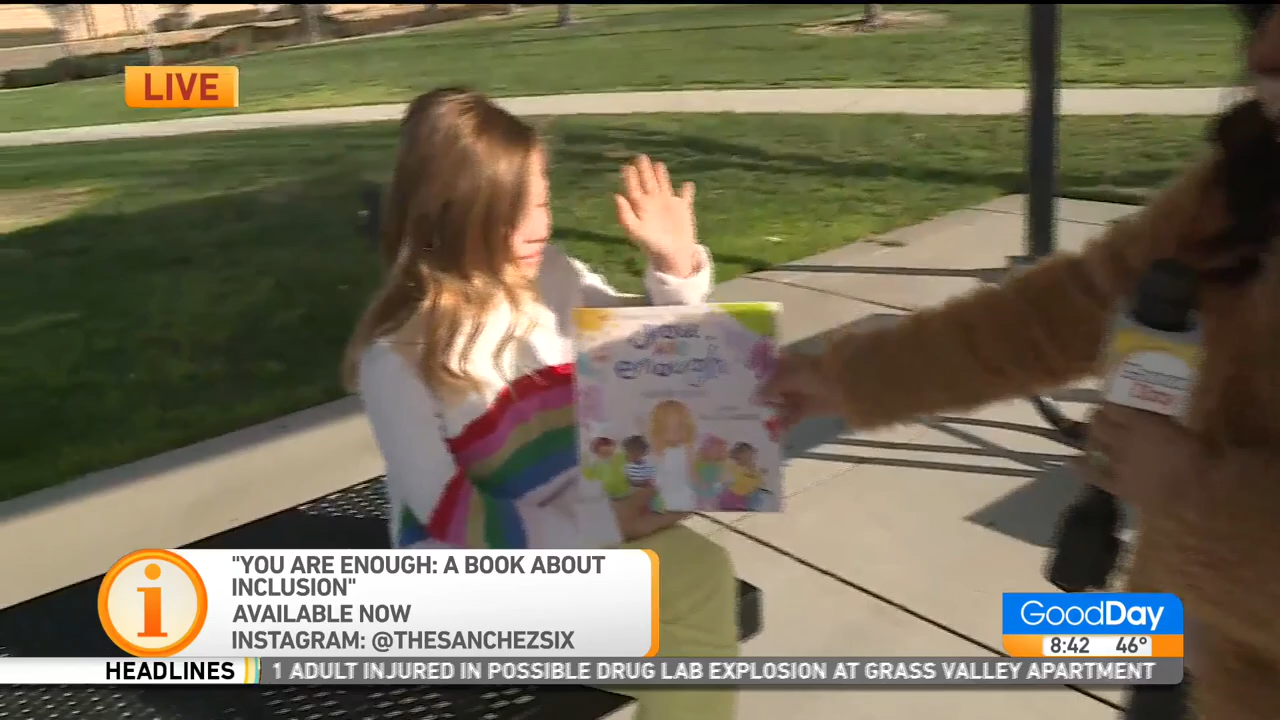 LIVE
you are
enough
"YOU ARE ENOUGH: A BOOK ABOUT
INCLUSION"
AVAILABLE NOW
INSTAGRAM: @THESANCHEZSIX
GoodDay
8:42 46°
HEADLINES 1 ADULT INJURED IN POSSIBLE DRUG LAB EXPLOSION AT GRASS VALLEY APARTMENT